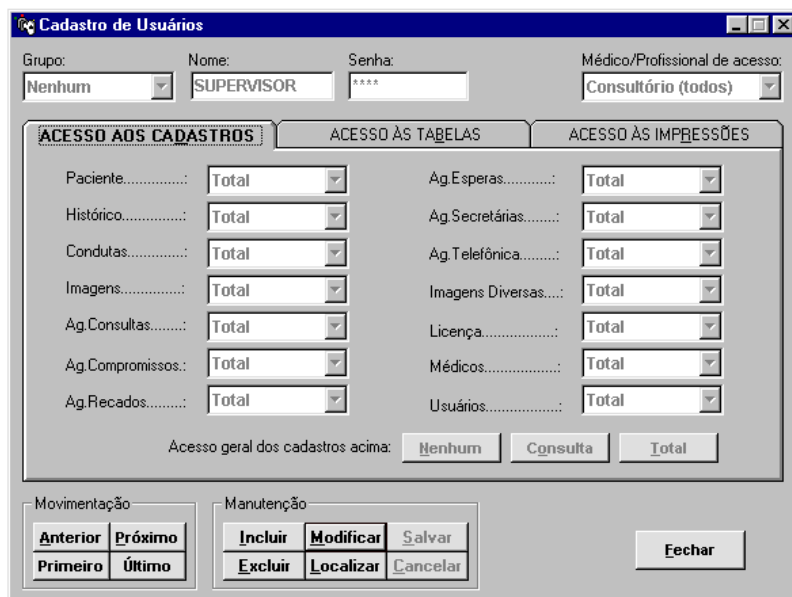 Cadastro de Usuários
Grupo: Nome: Senha: Médico/Profissional de acesso:
Nenhum SUPERVISOR **** Consultório (todos)
ACESSO AOS CADASTROS ACESSO ÀS TABELAS ACESSO ÀS IMPRESSÕES
Paciente...............: Total Ag.Esperas...........: Total
Histórico..............: Total Ag.Secretárias.......: Total
Condutas.............: Total Ag.Telefônica........: Total
Imagens...............: Total Imagens Diversas....: Total
Ag.Consultas........: Total Licença..................: Total
Ag.Compromissos.: Total Médicos..................: Total
Ag.Recados.........: Total Usuários.................: Total
Acesso geral dos cadastros acima: Nenhum Consulta Total
Movimentação Manutenção
Anterior Próximo Incluir Modificar Salvar
Primeiro Último Excluir Localizar Cancelar
Fechar